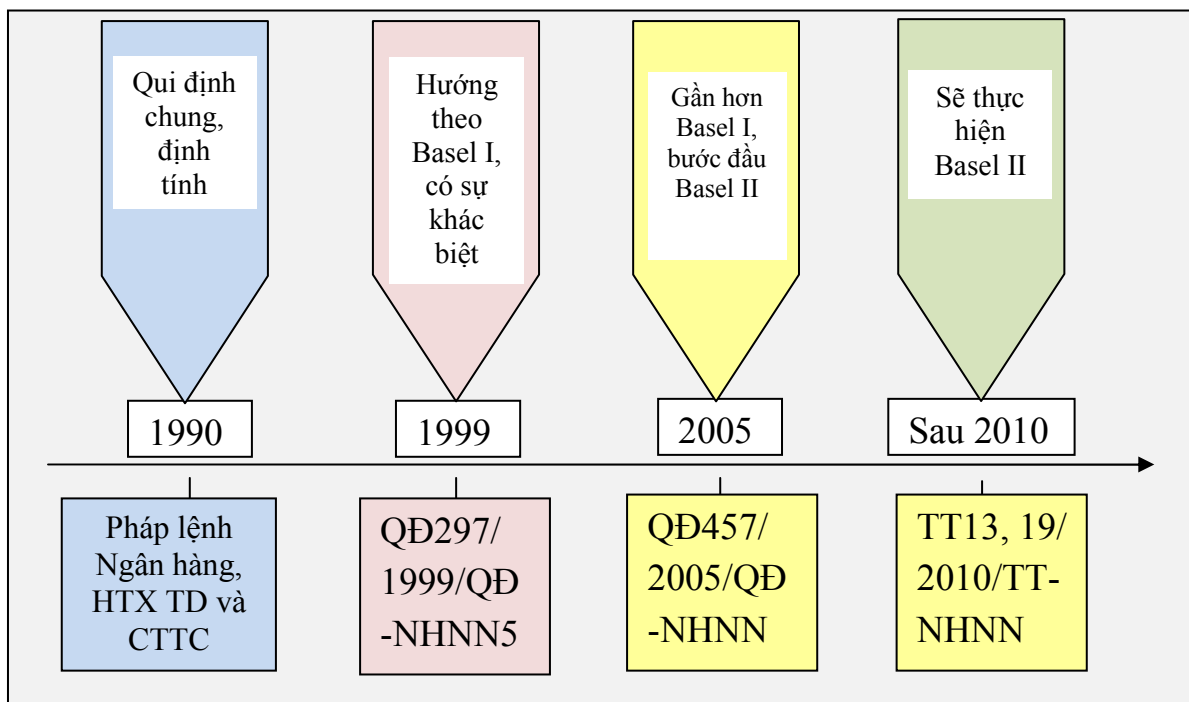 Qui định
chung,
định
tính
Hướng
theo
Basel I,
có sự
khác
biệt
Gần hơn
Basel I,
bước đầu
Basel II
Sẽ thực
hiện
Basel II
1990
1999
2005
Sau 2010
Pháp lệnh
Ngân hàng,
HTX TD và
CTTC
QĐ297/
1999/QĐ
-NHNN5
QĐ457/
2005/QĐ
-NHNN
TT13, 19/
2010/TT-
NHNN